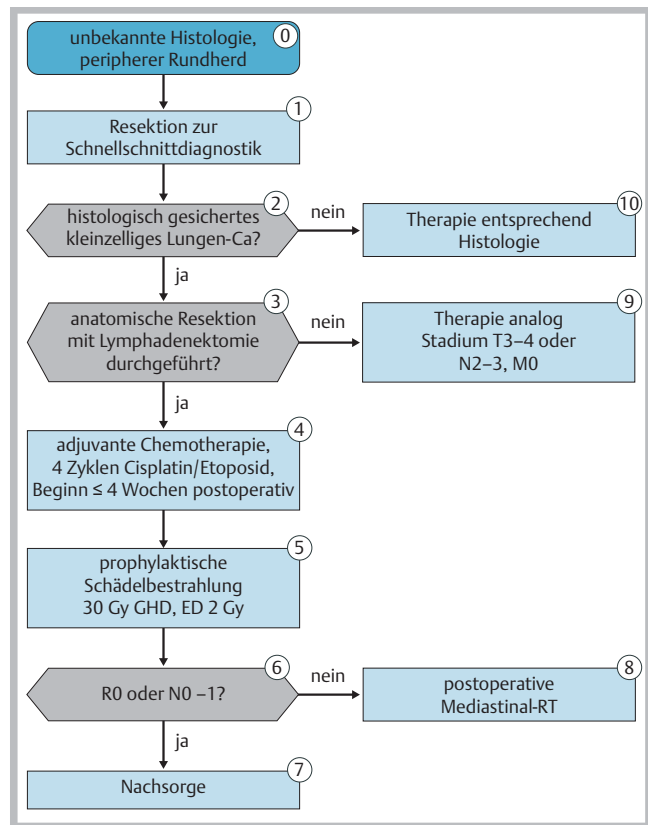 0
unbekannte Histologie,
peripherer Rundherd
1
Resektion zur
Schnellschnittdiagnostik
2
histologisch gesichertes
kleinzelliges Lungen-Ca?
nein
10
Therapie entsprechend
Histologie
ja
3
anatomische Resektion
mit Lymphadenektomie
durchgeführt?
nein
9
Therapie analog
Stadium T3–4 oder
N2–3, M0
ja
4
adjuvante Chemotherapie,
4 Zyklen Cisplatin/Etoposid,
Beginn ≤ 4 Wochen postoperativ
5
prophylaktische
Schädelbestrahlung
30 Gy GHD, ED 2 Gy
6
R0 oder N0 –1?
nein
8
postoperative
Mediastinal-RT
ja
7
Nachsorge